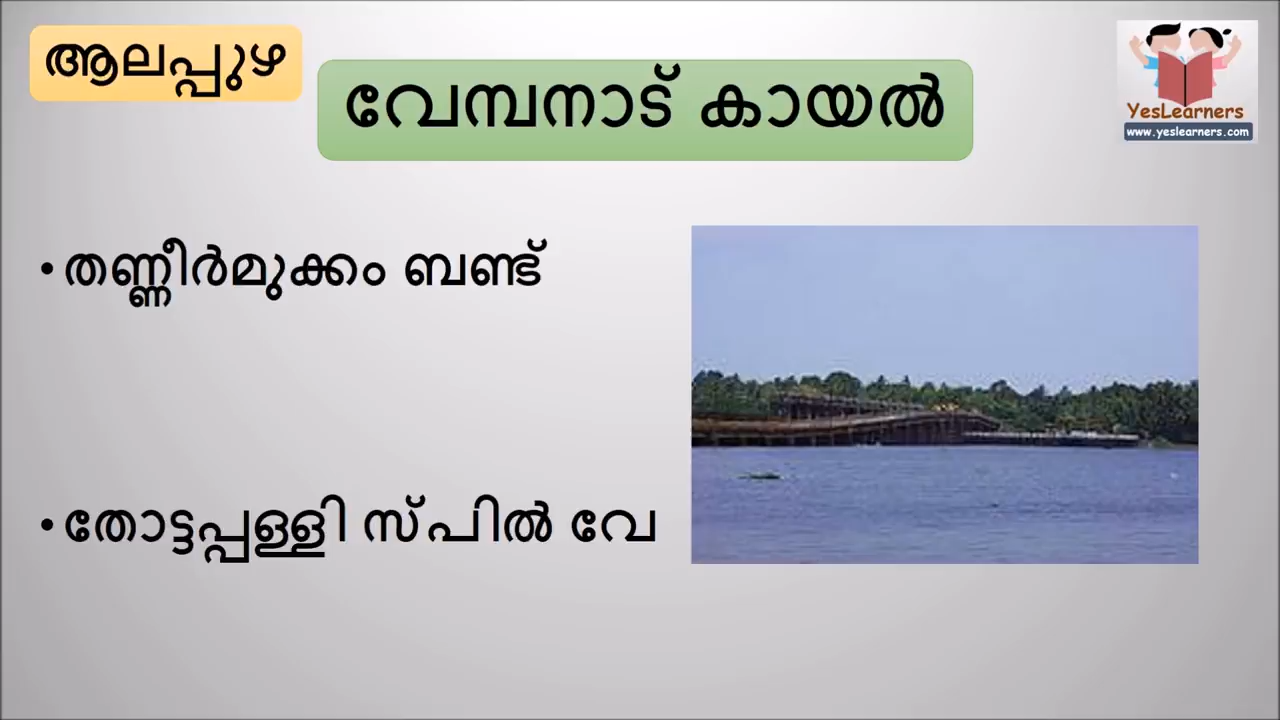 ആലപ്പുഴ
വേമ്പനാട് കായൽ
YesLearners
www.yeslearners.com
•തണ്ണീർമുക്കം ബണ്ട്
•തോട്ടപ്പള്ളി സ്പിൽ വേ